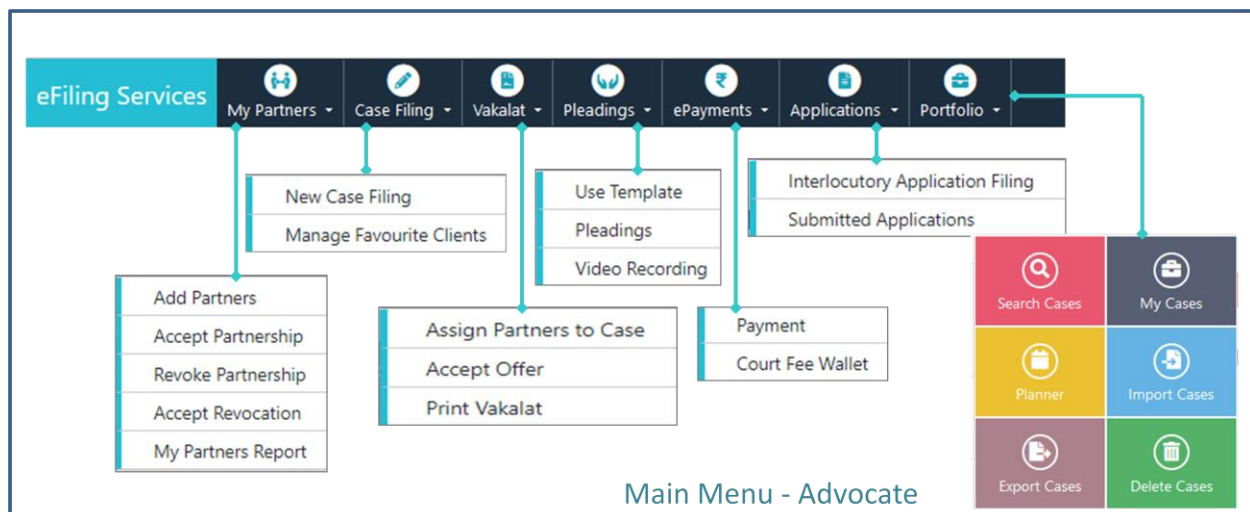 eFiling Services
My Partners
Case Filing
Vakalat
Pleadings
ePayments
Applications
Portfolio
New Case Filing
Manage Favourite Clients
Use Template
Pleadings
Video Recording
Interlocutory Application Filing
Submitted Applications
Add Partners
Accept Partnership
Revoke Partnership
Accept Revocation
My Partners Report
Assign Partners to Case
Accept Offer
Print Vakalat
Payment
Court Fee Wallet
Search Cases
My Cases
Planner
Import Cases
Export Cases
Delete Cases
Main Menu - Advocate